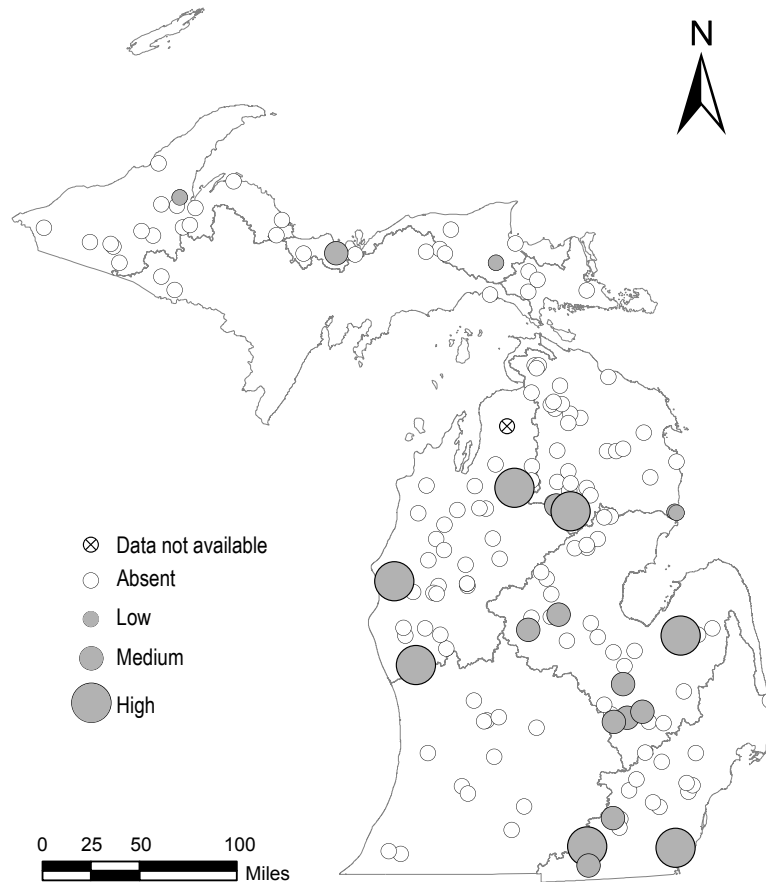 N
Data not available
Absent
Low
Medium
High
0 25 50 100
Miles